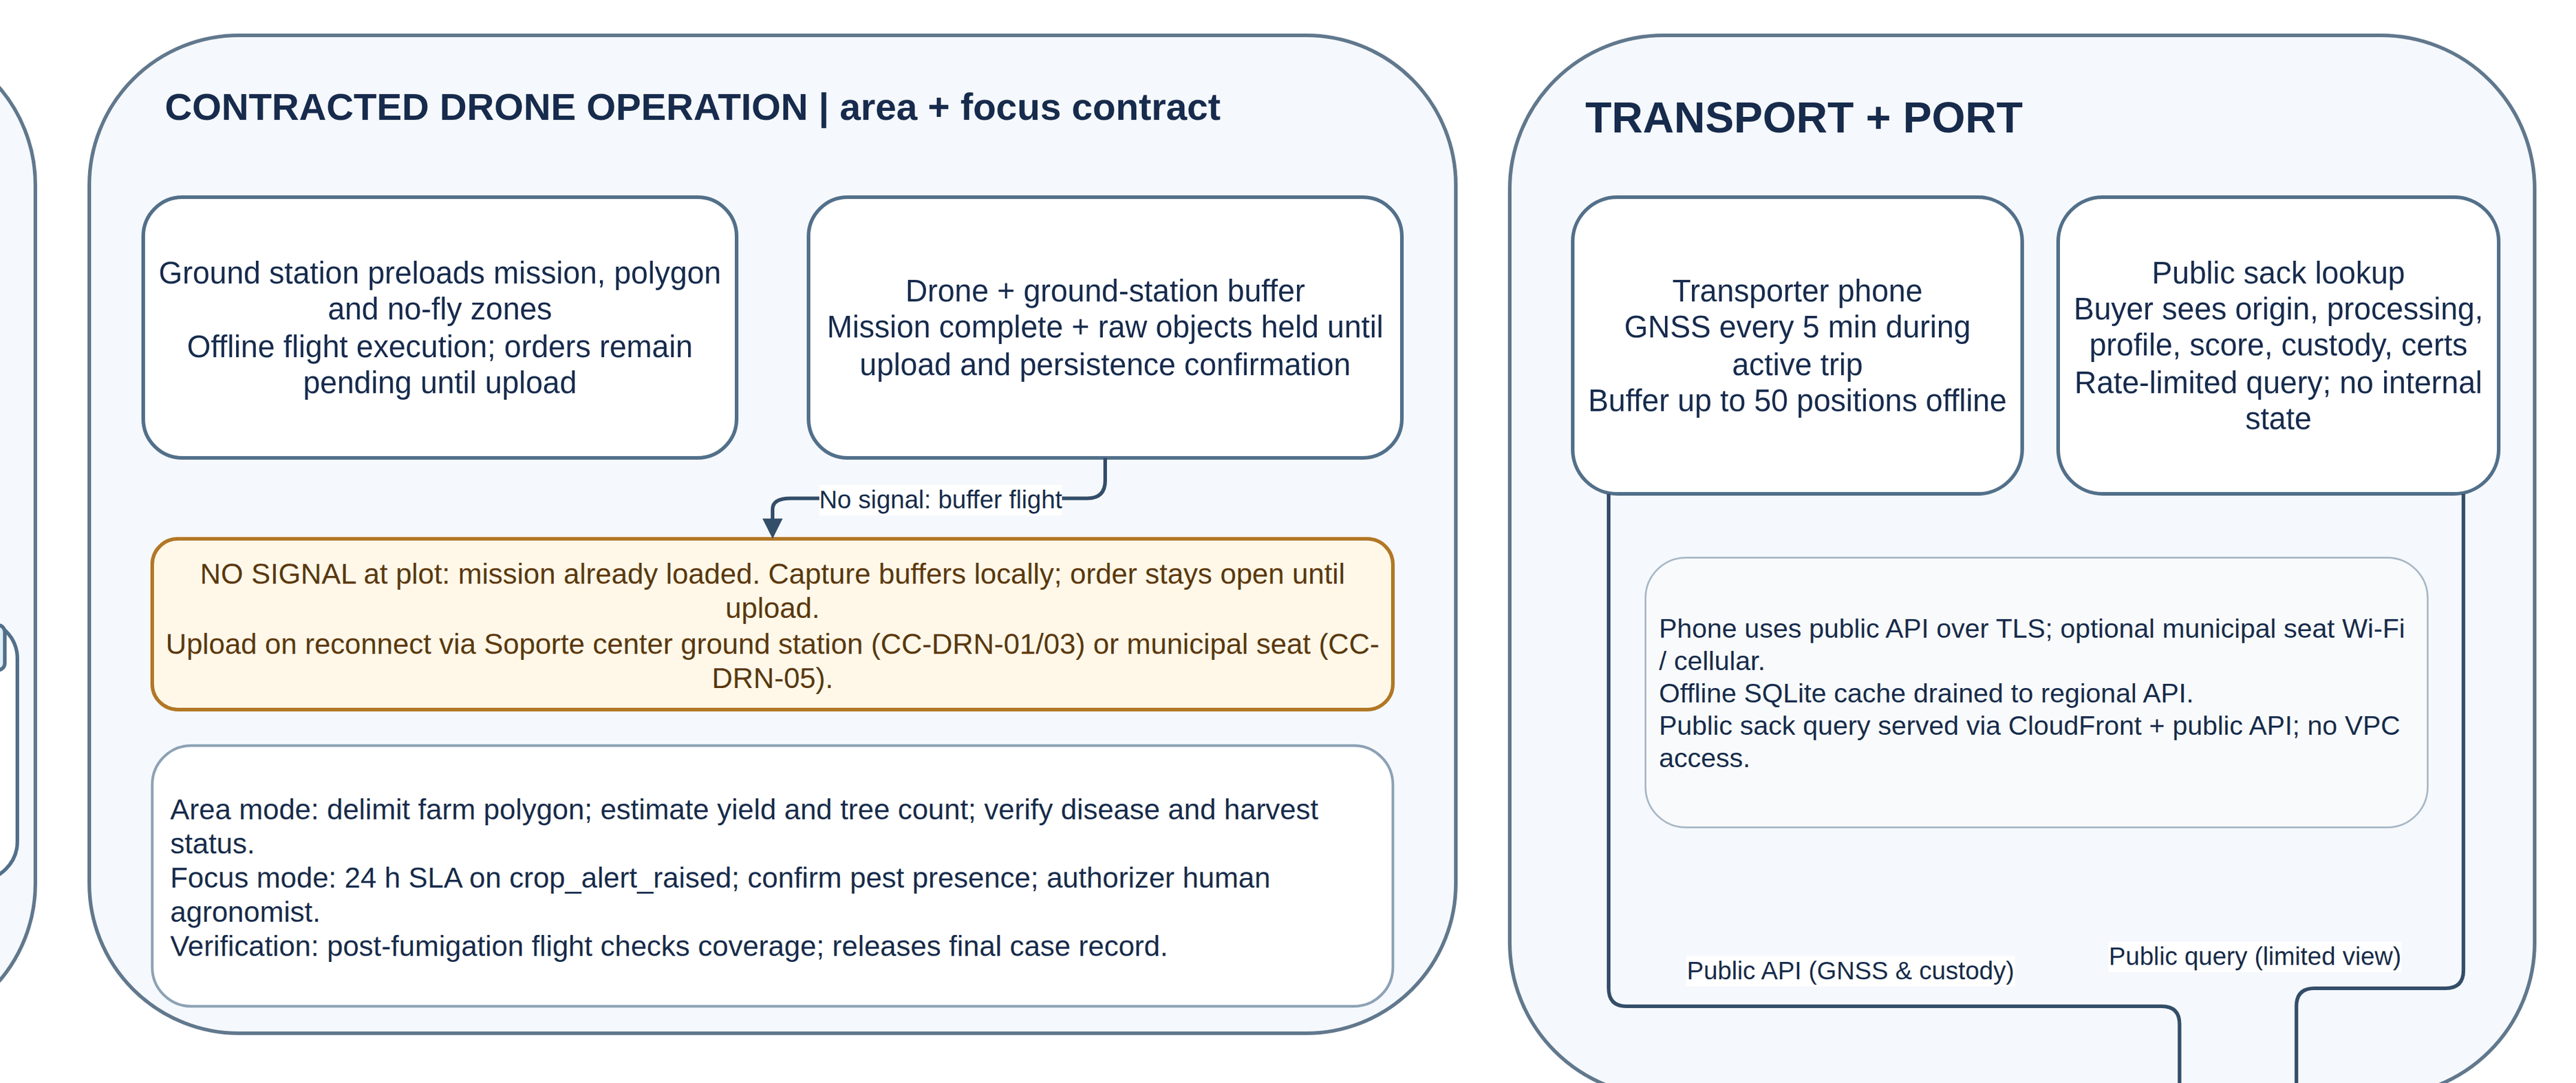 CONTRACTED DRONE OPERATION | area + focus contract
Ground station preloads mission, polygon
and no-fly zones
Offline flight execution; orders remain
pending until upload
Drone + ground-station buffer
Mission complete + raw objects held until
upload and persistence confirmation
No signal: buffer flight
NO SIGNAL at plot: mission already loaded. Capture buffers locally; order stays open until
upload.
Upload on reconnect via Soporte center ground station (CC-DRN-01/03) or municipal seat (CC-
DRN-05).
Area mode: delimit farm polygon; estimate yield and tree count; verify disease and harvest
status.
Focus mode: 24 h SLA on crop_alert_raised; confirm pest presence; authorizer human
agronomist.
Verification: post-fumigation flight checks coverage; releases final case record.
TRANSPORT + PORT
Transporter phone
GNSS every 5 min during
active trip
Buffer up to 50 positions offline
Public sack lookup
Buyer sees origin, processing,
profile, score, custody, certs
Rate-limited query; no internal
state
Phone uses public API over TLS; optional municipal seat Wi-Fi
/ cellular.
Offline SQLite cache drained to regional API.
Public sack query served via CloudFront + public API; no VPC
access.
Public API (GNSS & custody)
Public query (limited view)